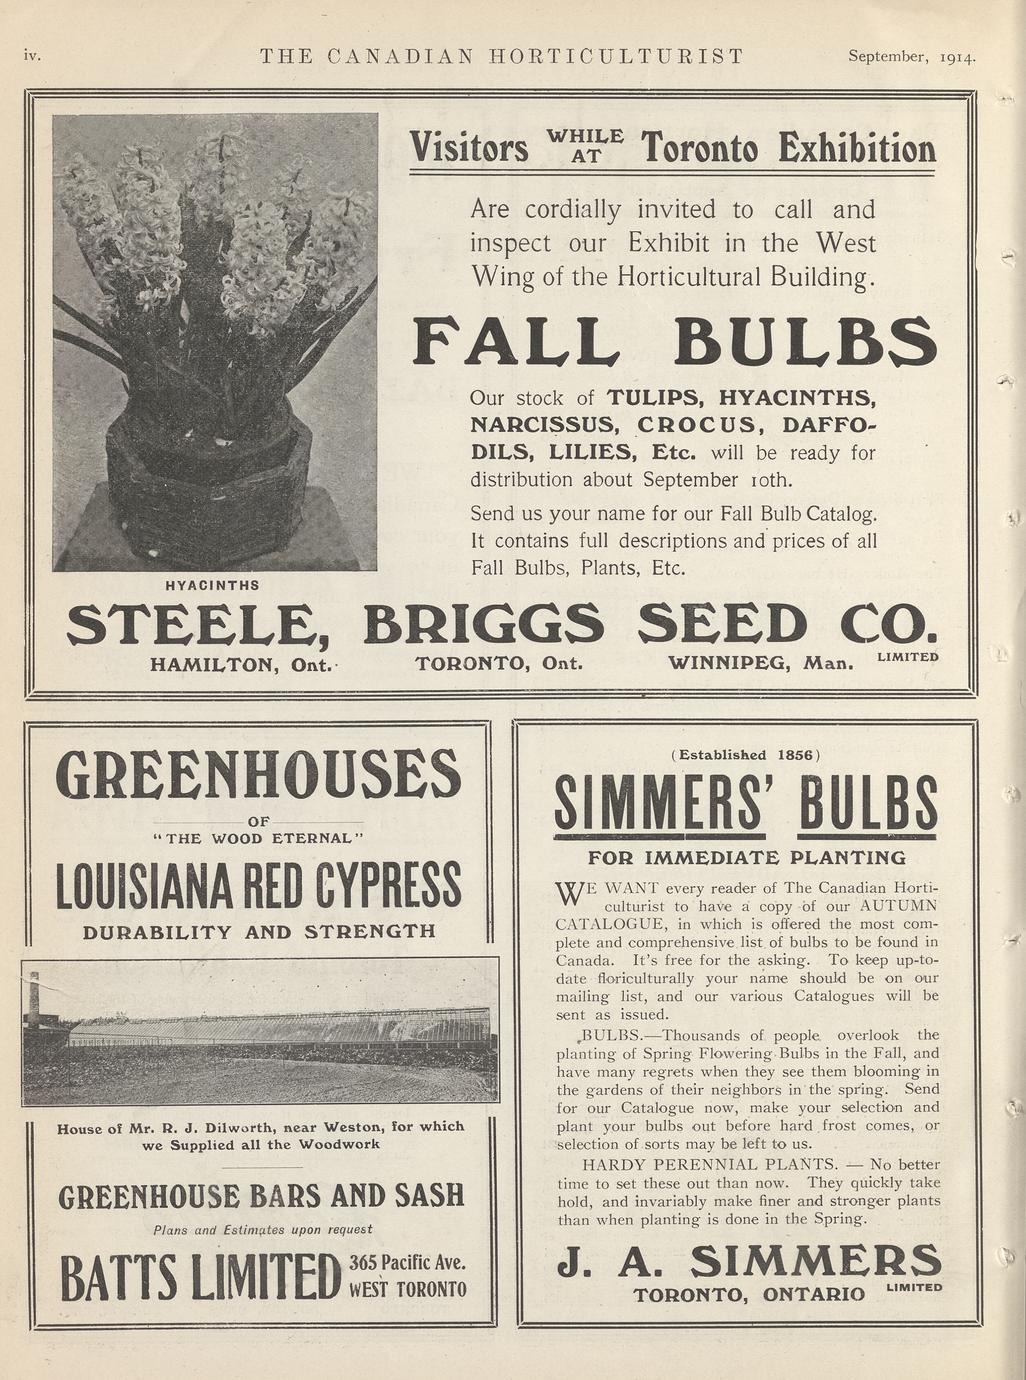 iv.
THE CANADIAN HORTICULTURIST
September, 1914.
Visitors WHILE AT Toronto Exhibition
Are cordially invited to call and
inspect our Exhibit in the West
Wing of the Horticultural Building.
FALL BULBS
Our stock of TULIPS, HYACINTHS,
NARCISSUS, CROCUS, DAFFO-
DILS, LILIES, Etc. will be ready for
distribution about September 10th.
Send us your name for our Fall Bulb Catalog.
It contains full descriptions and prices of all
Fall Bulbs, Plants, Etc.
HYACINTHS
STEELE, BRIGGS SEED CO.
LIMITED
HAMILTON, Ont. TORONTO, Ont. WINNIPEG, Man.
GREENHOUSES
OF
"THE WOOD ETERNAL"
LOUISIANA RED CYPRESS
DURABILITY AND STRENGTH
House of Mr. R. J. Dilworth, near Weston, for which
we Supplied all the Woodwork
GREENHOUSE BARS AND SASH
Plans and Estimates upon request
BATTS LIMITED 365 Pacific Ave.
WEST TORONTO
(Established 1856)
SIMMERS' BULBS
FOR IMMEDIATE PLANTING
WE WANT every reader of The Canadian Horti-
culturist to have a copy of our AUTUMN
CATALOGUE, in which is offered the most com-
plete and comprehensive list of bulbs to be found in
Canada. It's free for the asking. To keep up-to-
date floriculturally your name should be on our
mailing list, and our various Catalogues will be
sent as issued.
BULBS.—Thousands of people overlook the
planting of Spring Flowering Bulbs in the Fall, and
have many regrets when they see them blooming in
the gardens of their neighbors in the spring. Send
for our Catalogue now, make your selection and
plant your bulbs out before hard frost comes, or
selection of sorts may be left to us.
HARDY PERENNIAL PLANTS. — No better
time to set these out than now. They quickly take
hold, and invariably make finer and stronger plants
than when planting is done in the Spring.
J. A. SIMMERS
LIMITED
TORONTO, ONTARIO